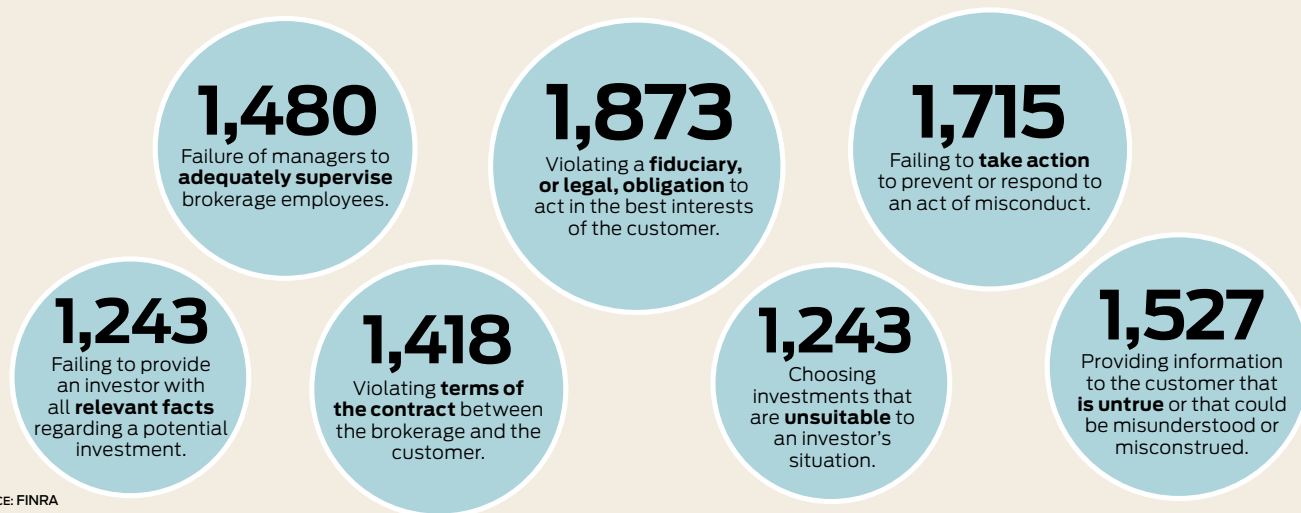 1,480
Failure of managers to
adequately supervise
brokerage employees.
1,873
Violating a fiduciary,
or legal, obligation to
act in the best interests
of the customer.
1,715
Failing to take action
to prevent or respond to
an act of misconduct.
1,243
Failing to provide
an investor with
all relevant facts
regarding a potential
investment.
1,418
Violating terms of
the contract between
the brokerage and the
customer.
1,243
Choosing
investments that
are unsuitable to
an investor’s
situation.
1,527
Providing information
to the customer that
is untrue or that could
be misunderstood or
misconstrued.
CE: FINRA